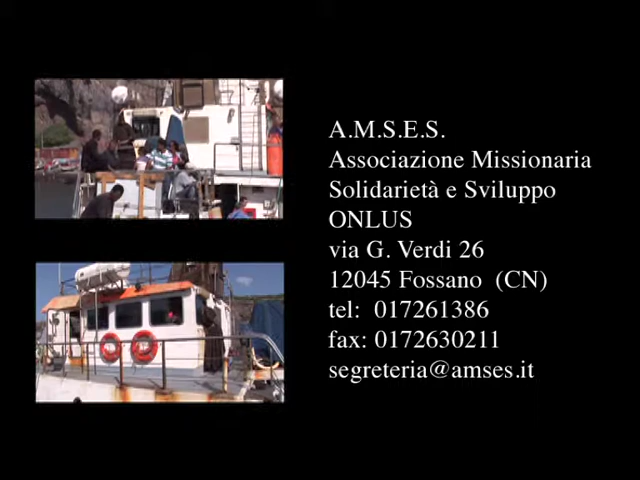 A.M.S.E.S.
Associazione Missionaria
Solidarietà e Sviluppo
ONLUS
via G. Verdi 26
12045 Fossano (CN)
tel: 017261386
fax: 0172630211
segreteria@amses.it